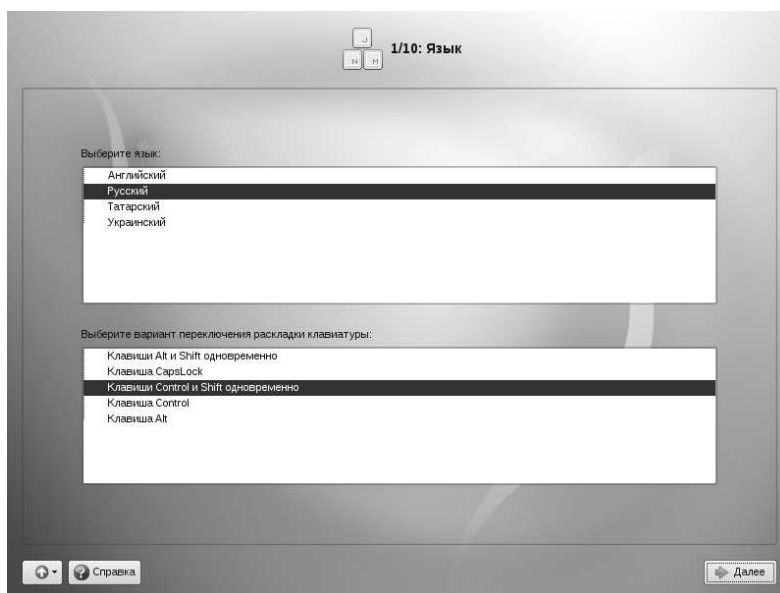 J
N M
1/10: Язык
Выберите язык:
Английский
Русский
Татарский
Украинский
Выберите вариант переключения раскладки клавиатуры:
Клавиши Alt и Shift одновременно
Клавиша CapsLock
Клавиши Control и Shift одновременно
Клавиша Control
Клавиша Alt
Справка
Далее